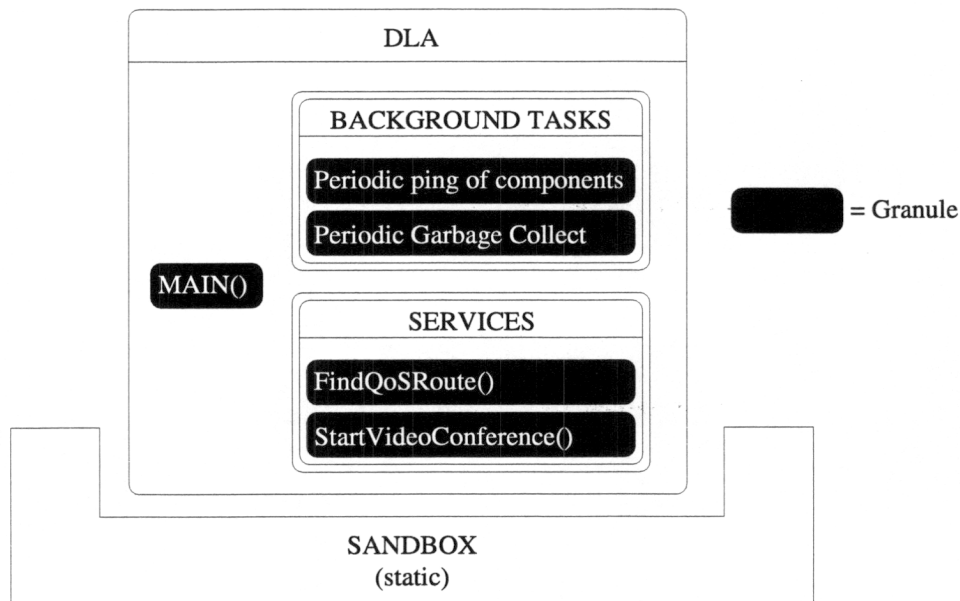 DLA
BACKGROUND TASKS
Periodic ping of components
Periodic Garbage Collect
= Granule
MAIN()
SERVICES
FindQoSRoute()
StartVideoConference()
SANDBOX
(static)